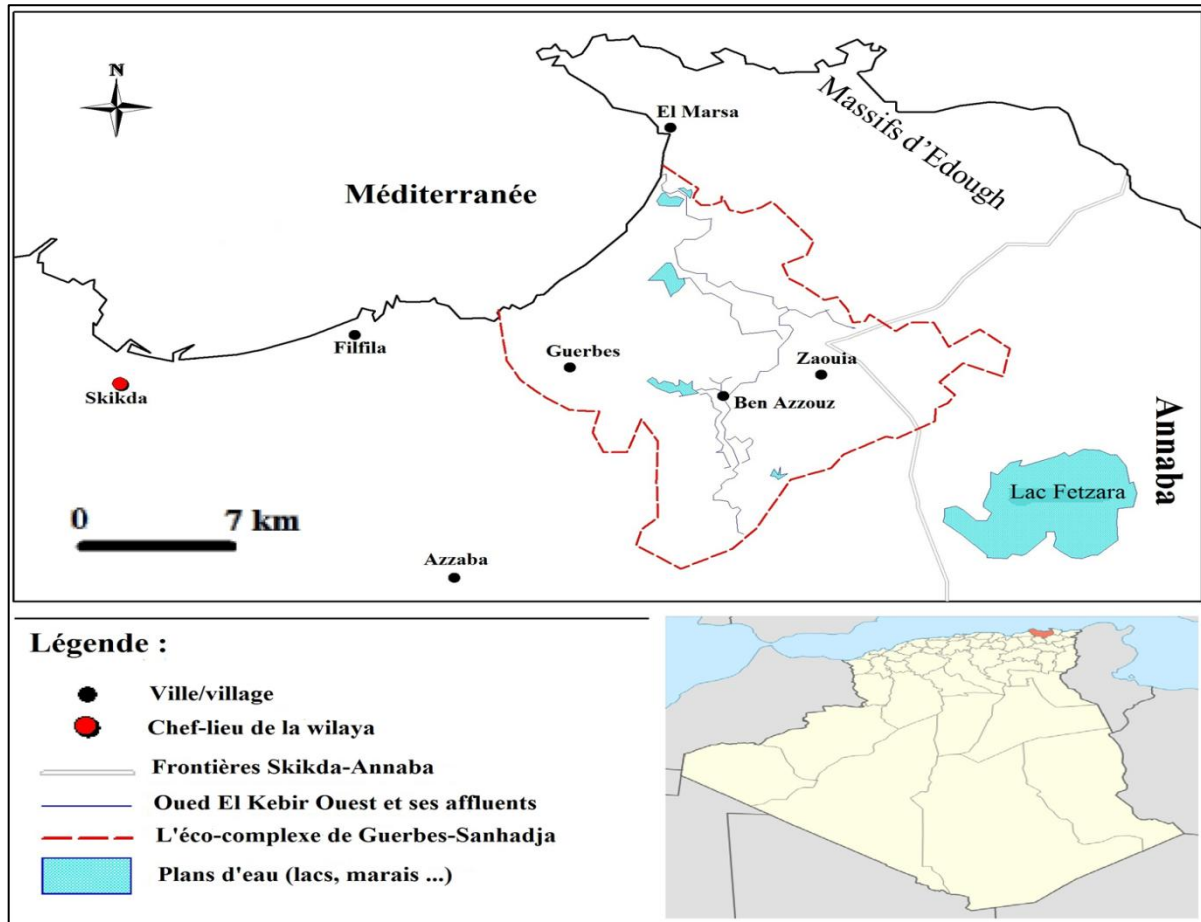 N
El Marsa
Massifs d'Edough
Méditerranée
Filfila
Guerbes
Zaouia
Skikda
Ben Azzouz
Annaba
Lac Fetzara
0 7 km
Azzaba
Légende :
Ville/village
Chef-lieu de la wilaya
Frontières Skikda-Annaba
Oued El Kebir Ouest et ses affluents
L'éco-complexe de Guerbes-Sanhadja
Plans d'eau (lacs, marais ...)